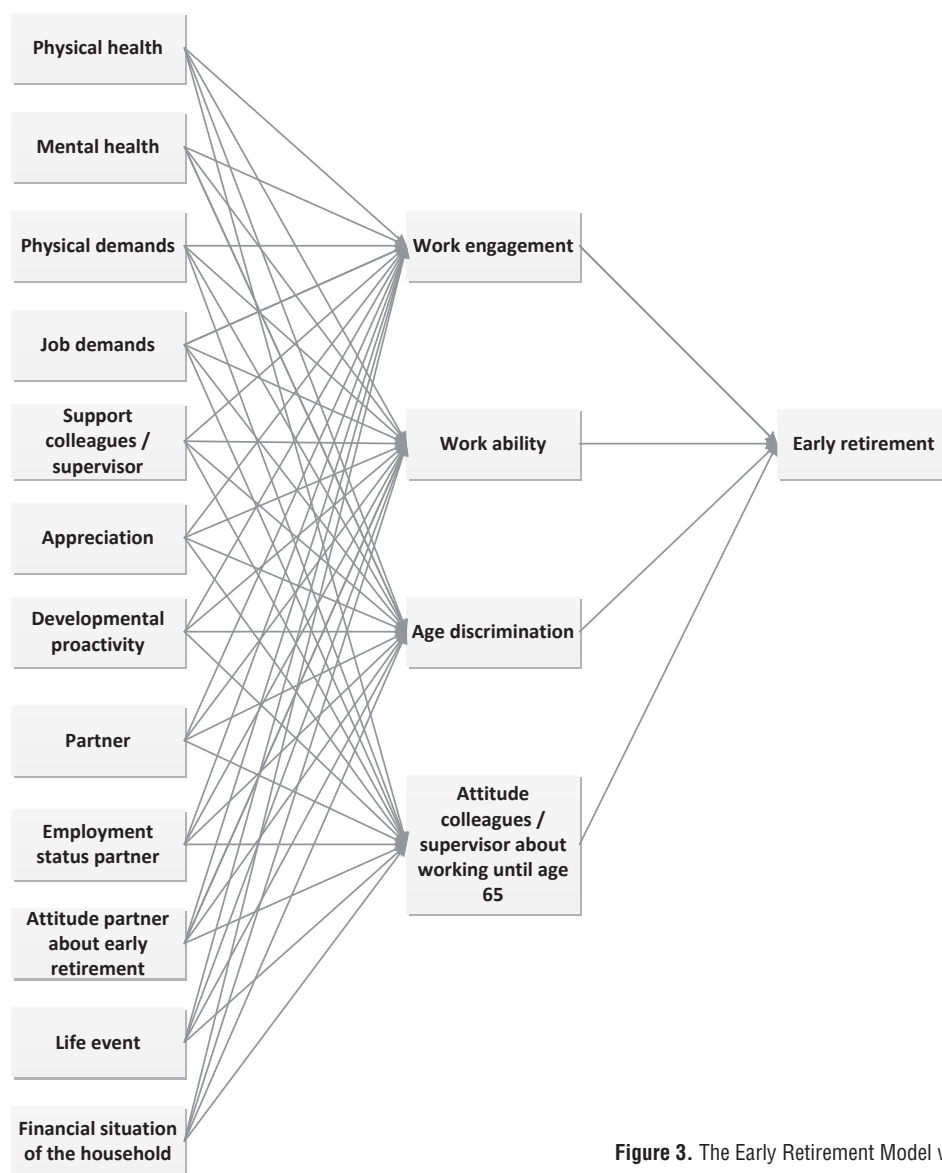 Physical health
Mental health
Physical demands
Job demands
Support
colleagues /
supervisor
Appreciation
Developmental
proactivity
Partner
Employment
status partner
Attitude partner
about early
retirement
Life event
Financial situation
of the household
Work engagement
Work ability
Age discrimination
Attitude
colleagues /
supervisor about
working until age
65
Early retirement
Figure 3. The Early Retirement Model